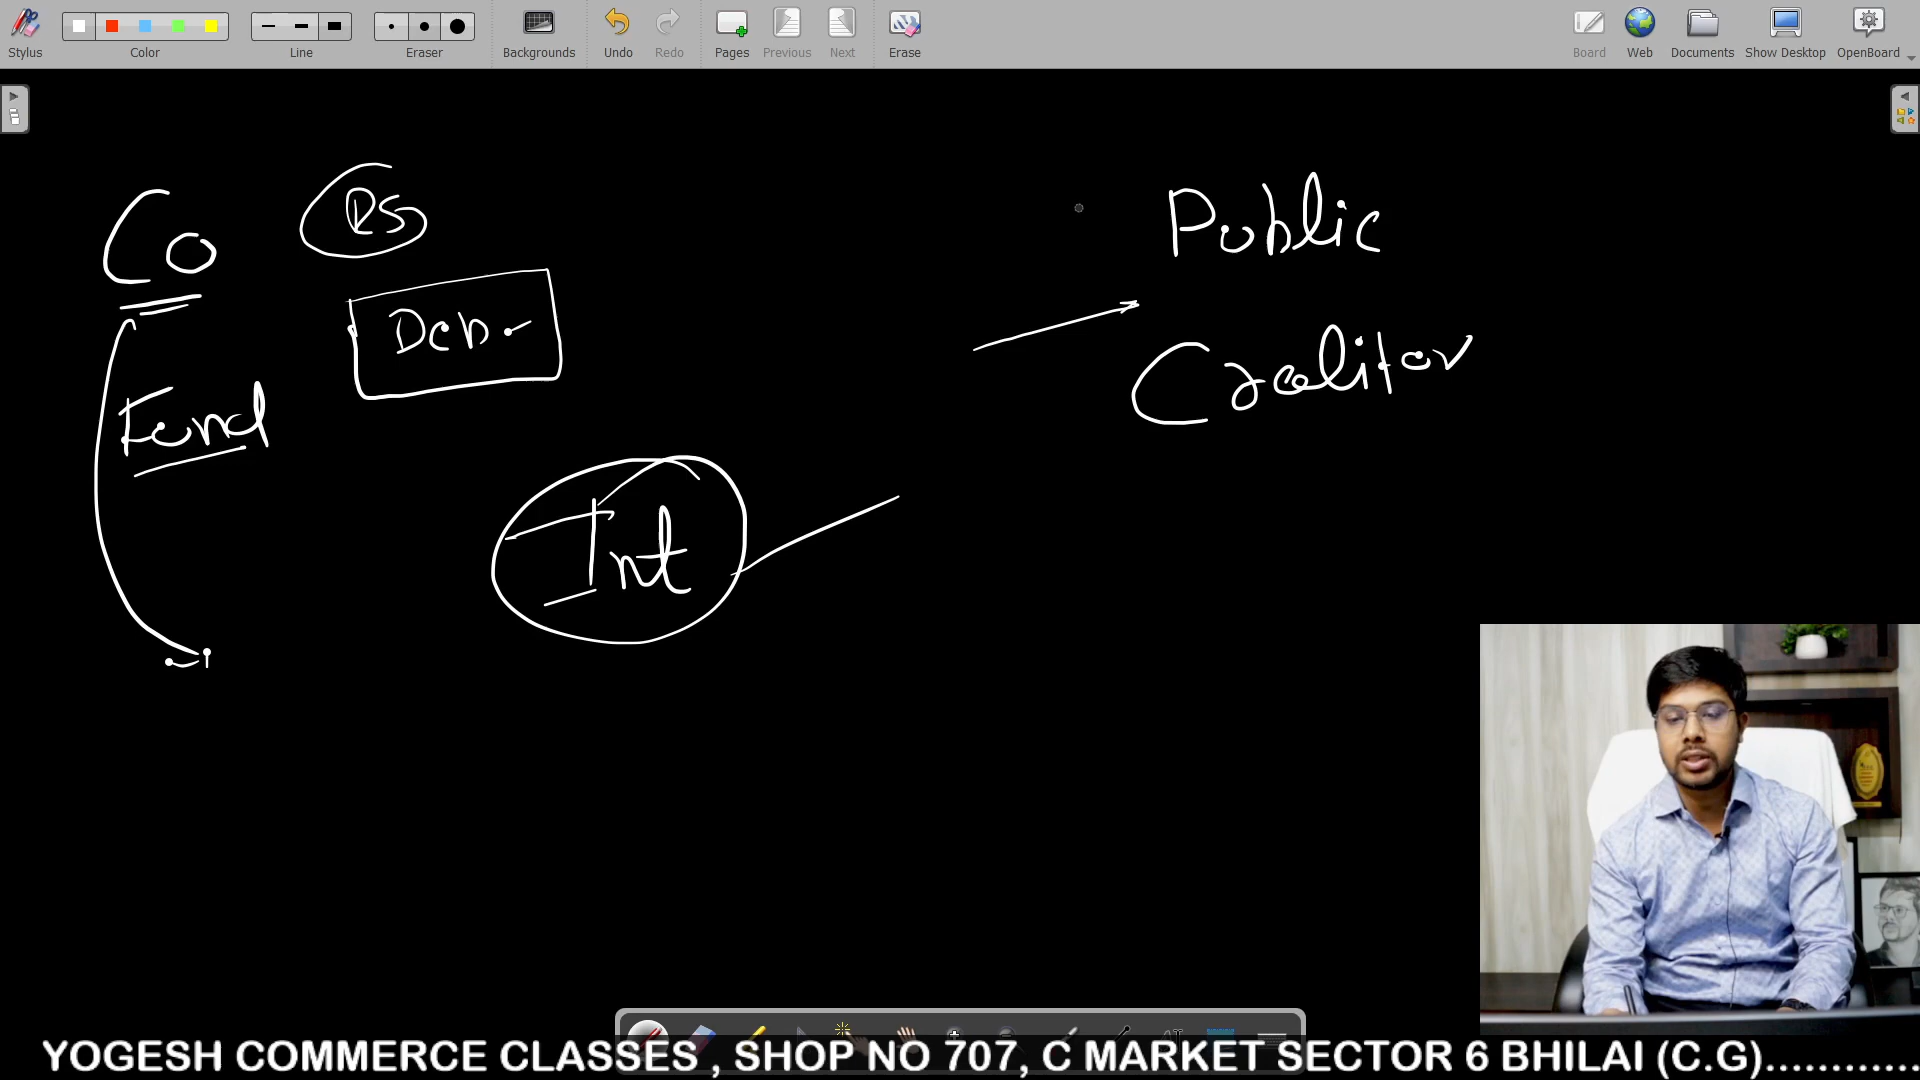 Stylus Color Line Eraser Backgrounds Undo Redo Pages Previous Next Erase Board Web Documents Show Desktop OpenBoard
Co RS Public
Deb.
Creditor
Fund
Int
YOGESH COMMERCE CLASSES , SHOP NO 707, C MARKET SECTOR 6 BHILAI (C.G)............